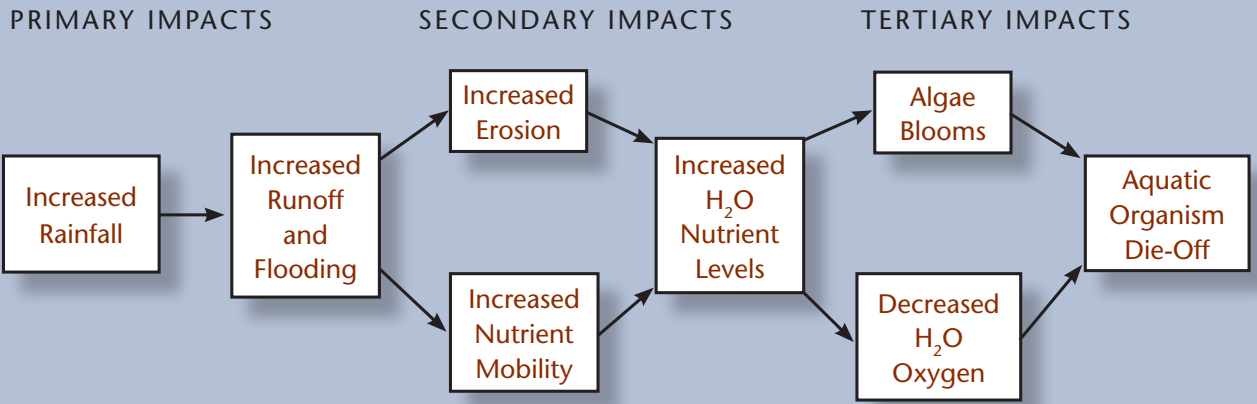 PRIMARY IMPACTS
SECONDARY IMPACTS
TERTIARY IMPACTS
Increased
Rainfall
Increased
Runoff
and
Flooding
Increased
Erosion
Increased
Nutrient
Mobility
Increased
H₂O
Nutrient
Levels
Algae
Blooms
Decreased
H₂O
Oxygen
Aquatic
Organism
Die-Off